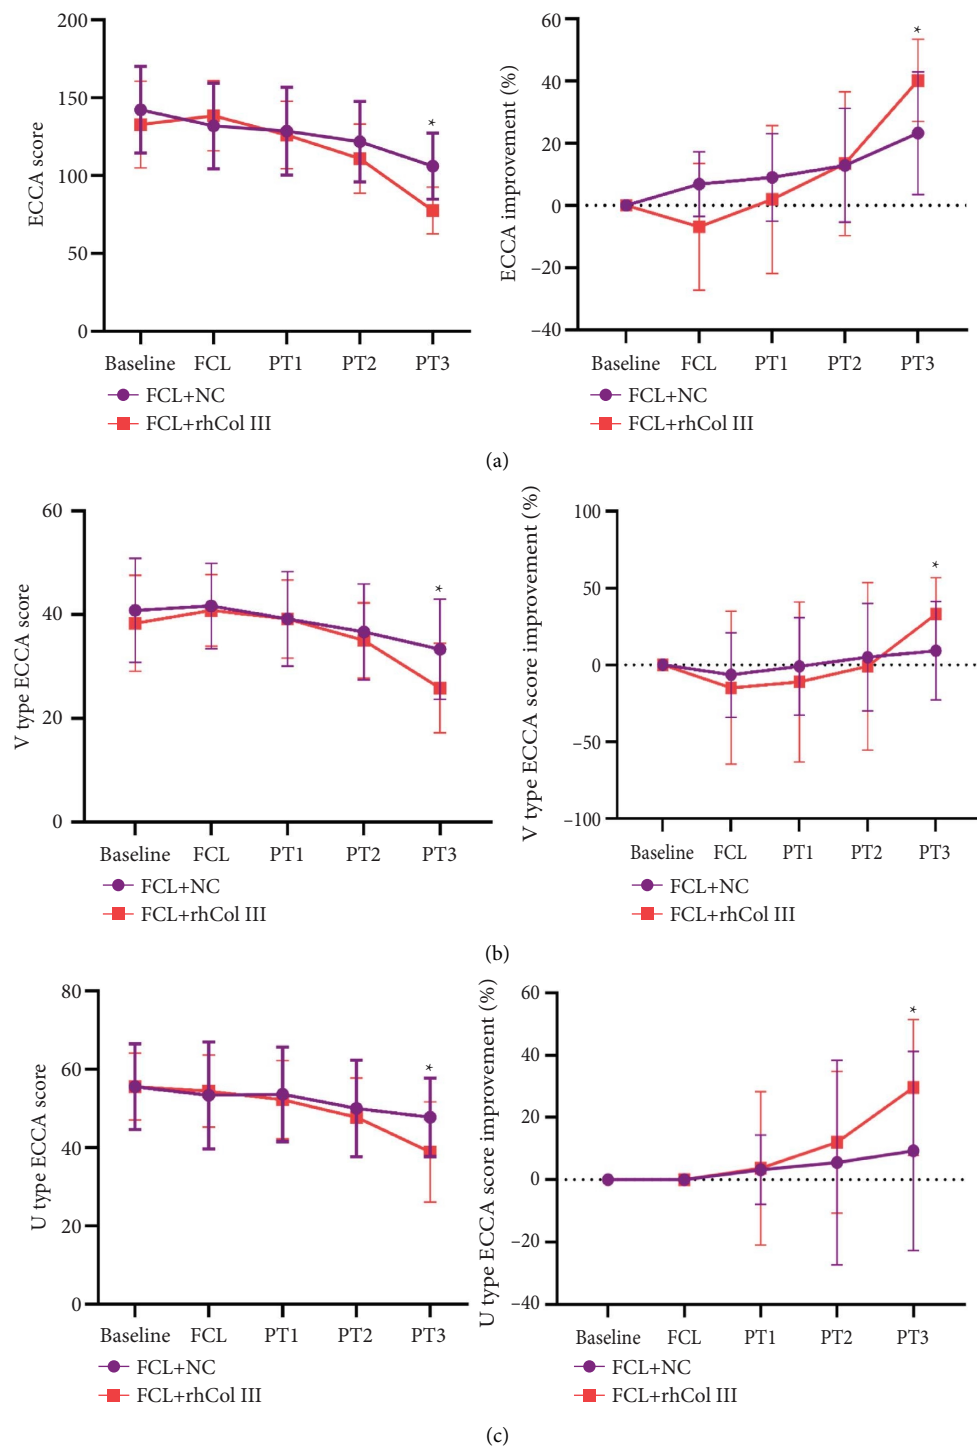 ECCA score
200
150
100
50
0
Baseline FCL PT1 PT2 PT3
*
FCL+NC
FCL+rhCol III
ECCA improvement (%)
60
40
20
0
–20
–40
Baseline FCL PT1 PT2 PT3
*
FCL+NC
FCL+rhCol III
(a)
V type ECCA score
60
40
20
0
Baseline FCL PT1 PT2 PT3
*
FCL+NC
FCL+rhCol III
V type ECCA score improvement (%)
100
50
0
–50
–100
Baseline FCL PT1 PT2 PT3
*
FCL+NC
FCL+rhCol III
(b)
U type ECCA score
80
60
40
20
0
Baseline FCL PT1 PT2 PT3
*
FCL+NC
FCL+rhCol III
U type ECCA score improvement (%)
60
40
20
0
–20
–40
Baseline FCL PT1 PT2 PT3
*
FCL+NC
FCL+rhCol III
(c)